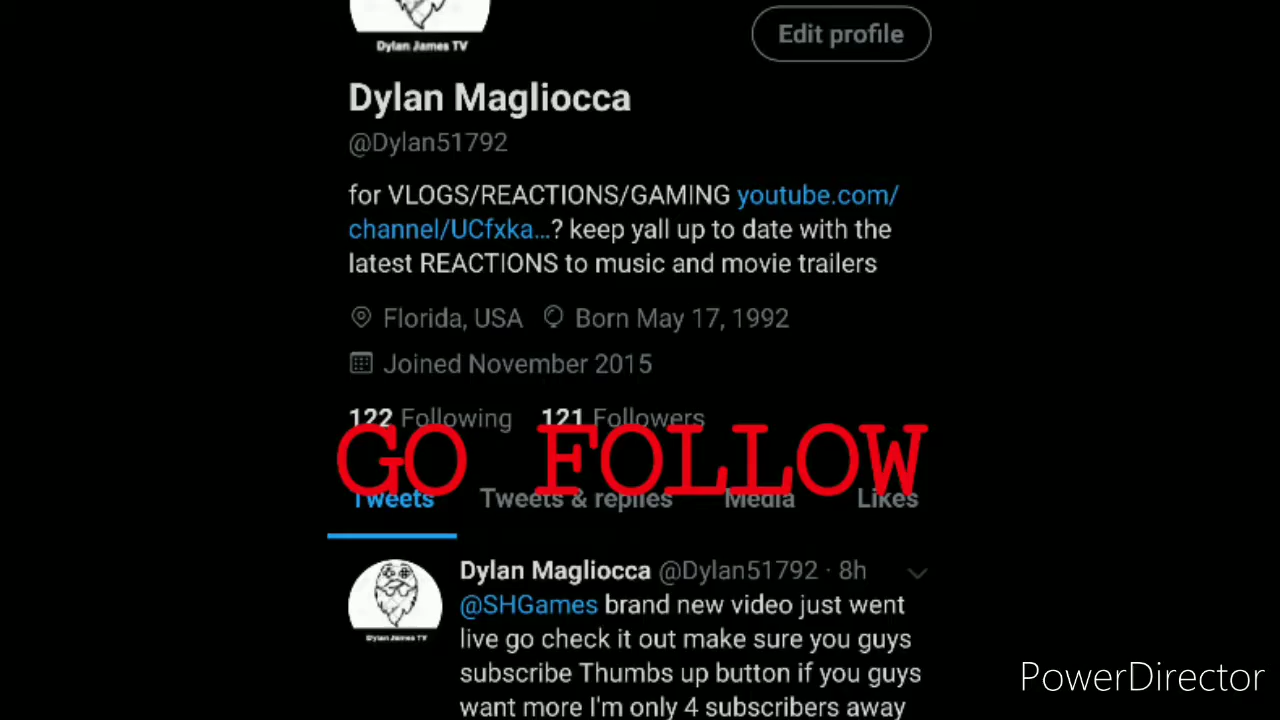 Dylan James TV
Edit profile
Dylan Magliocca
@Dylan51792
for VLOGS/REACTIONS/GAMING youtube.com/
channel/UCfxka...? keep yall up to date with the
latest REACTIONS to music and movie trailers
Florida, USA Born May 17, 1992
Joined November 2015
122 Following 121 Followers
GO FOLLOW
Tweets Tweets & replies Media Likes
Dylan Magliocca @Dylan51792 · 8h
@SHGames brand new video just went
live go check it out make sure you guys
Dylan James TV
subscribe Thumbs up button if you guys
want more I'm only 4 subscribers away
PowerDirector